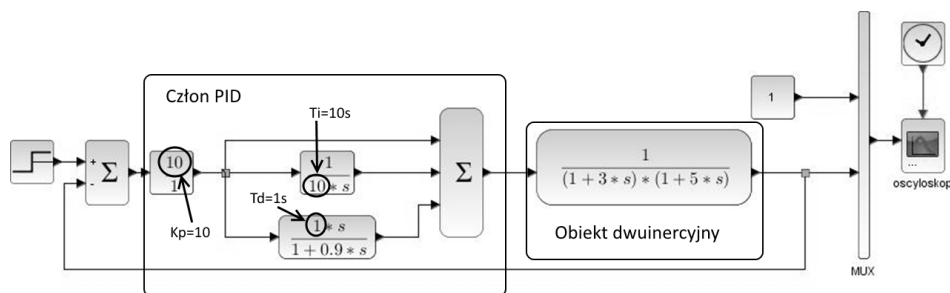 Człon PID
Ti=10s
1
+
-
Σ
10
1
Kp=10
1
10 * s
Td=1s
1 * s
1 + 0.9 * s
Σ
1
(1 + 3 * s) * (1 + 5 * s)
Obiekt dwuinercyjny
MUX
...
oscyloskop